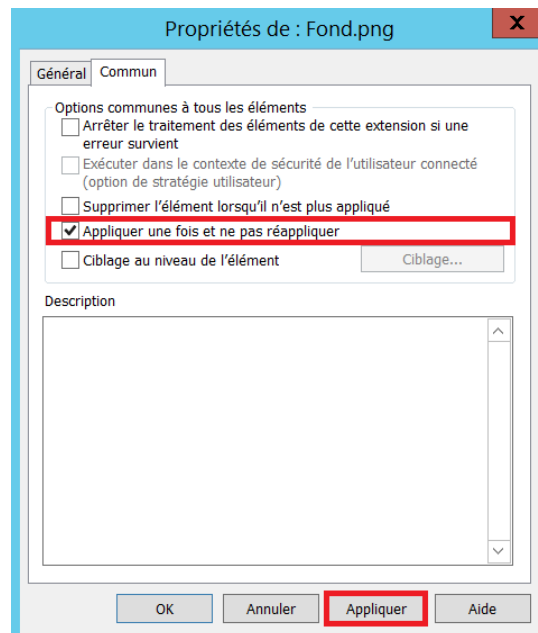 Propriétés de : Fond.png
X
Général Commun
Options communes à tous les éléments
Arrêter le traitement des éléments de cette extension si une
erreur survient
Exécuter dans le contexte de sécurité de l'utilisateur connecté
(option de stratégie utilisateur)
Supprimer l'élément lorsqu'il n'est plus appliqué
Appliquer une fois et ne pas réappliquer
Ciblage au niveau de l'élément Ciblage...
Description
OK Annuler Appliquer Aide